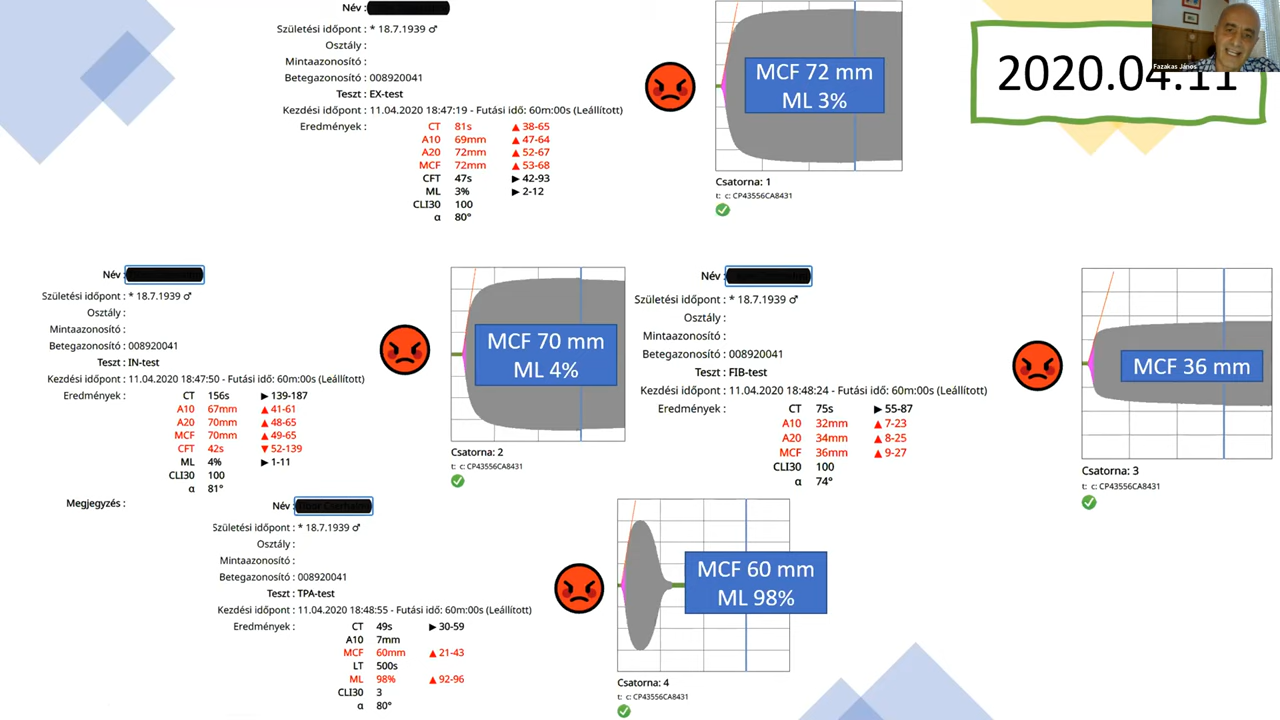 Név :
Születési időpont : * 18.7.1939 ♂
Osztály :
Mintaazonosító :
Betegazonosító : 008920041
Teszt : EX-test
Kezdési időpont : 11.04.2020 18:47:19 - Futási idő: 60m:00s (Leállított)
Eredmények :
CT 81s ▲ 38-65
A10 69mm ▲ 47-64
A20 72mm ▲ 52-67
MCF 72mm ▲ 53-68
CFT 47s ▶ 42-93
ML 3% ▶ 2-12
CLI30 100
α 80°
MCF 72 mm
ML 3%
Csatorna: 1
t: c: CP43556CA8431
2020.04.11
Fazakas János
Név :
Születési időpont : * 18.7.1939 ♂
Osztály :
Mintaazonosító :
Betegazonosító : 008920041
Teszt : IN-test
Kezdési időpont : 11.04.2020 18:47:50 - Futási idő: 60m:00s (Leállított)
Eredmények :
CT 156s ▶ 139-187
A10 67mm ▲ 41-61
A20 70mm ▲ 48-65
MCF 70mm ▲ 49-65
CFT 42s ▼ 52-139
ML 4% ▶ 1-11
CLI30 100
α 81°
Megjegyzés :
MCF 70 mm
ML 4%
Csatorna: 2
t: c: CP43556CA8431
Név :
Születési időpont : * 18.7.1939 ♂
Osztály :
Mintaazonosító :
Betegazonosító : 008920041
Teszt : FIB-test
Kezdési időpont : 11.04.2020 18:48:24 - Futási idő: 60m:00s (Leállított)
Eredmények :
CT 75s ▶ 55-87
A10 32mm ▲ 7-23
A20 34mm ▲ 8-25
MCF 36mm ▲ 9-27
CLI30 100
α 74°
MCF 36 mm
Csatorna: 3
t: c: CP43556CA8431
Név :
Születési időpont : * 18.7.1939 ♂
Osztály :
Mintaazonosító :
Betegazonosító : 008920041
Teszt : TPA-test
Kezdési időpont : 11.04.2020 18:48:55 - Futási idő: 60m:00s (Leállított)
Eredmények :
CT 49s ▶ 30-59
A10 7mm
MCF 60mm ▲ 21-43
LT 500s
ML 98% ▲ 92-96
CLI30 3
α 80°
MCF 60 mm
ML 98%
Csatorna: 4
t: c: CP43556CA8431